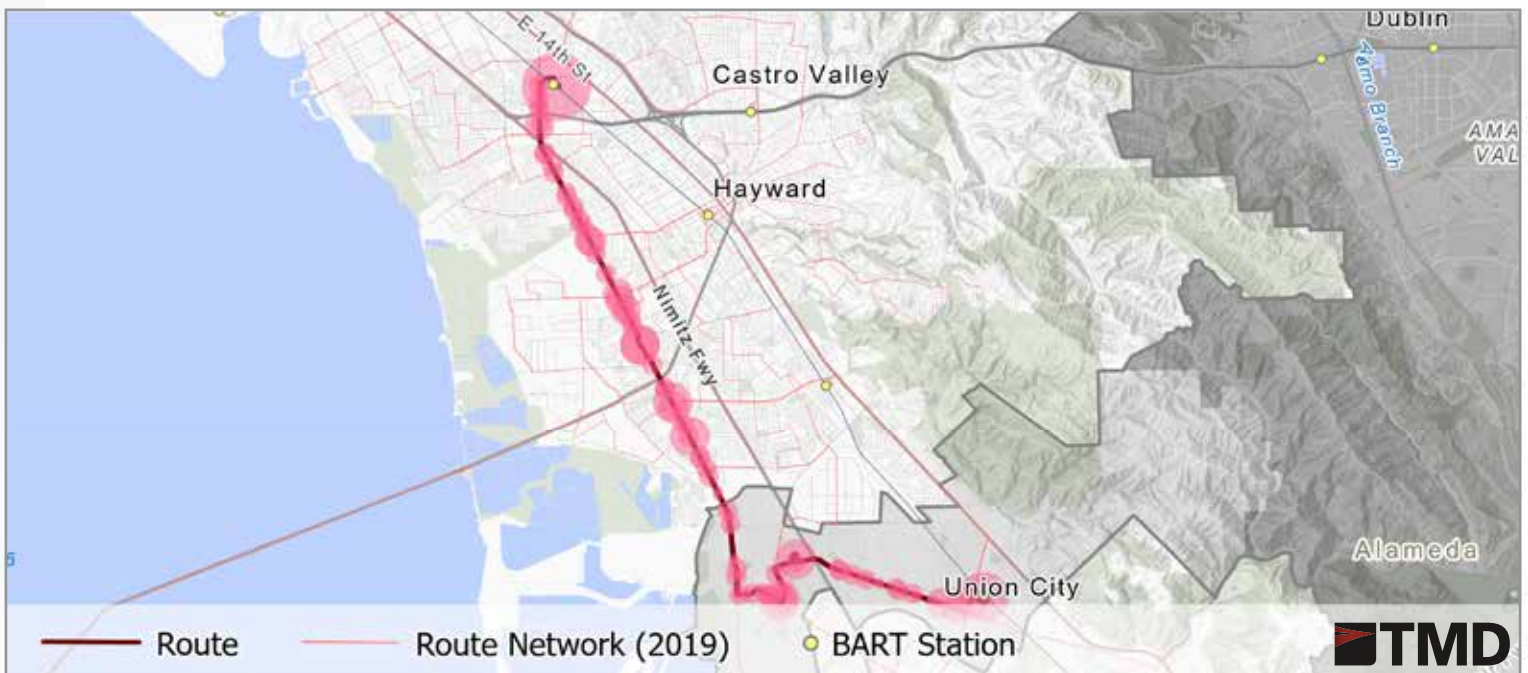 Dublin
E-14th St
Castro Valley
Alamo Branch
AMA
VAL
Hayward
Nimitz-Fwy
5
Alameda
Union City
Route
Route Network (2019)
BART Station
TMD